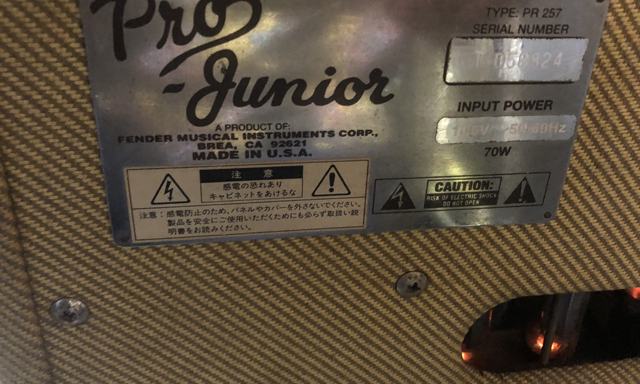 Pro
-Junior
TYPE: PR 257
SERIAL NUMBER
INPUT POWER
70W
A PRODUCT OF:
FENDER MUSICAL INSTRUMENTS CORP.,
BREA, CA 92621
MADE IN U.S.A.
注 意
感電の恐れあり
キャビネットをあけるな
注意:感電防止のため、パネルやカバーを外さないでください。
製品を安全にご使用いただくためにも必らず取扱い説
明書をお読みください。
CAUTION:
RISK OF ELECTRIC SHOCK
DO NOT OPEN